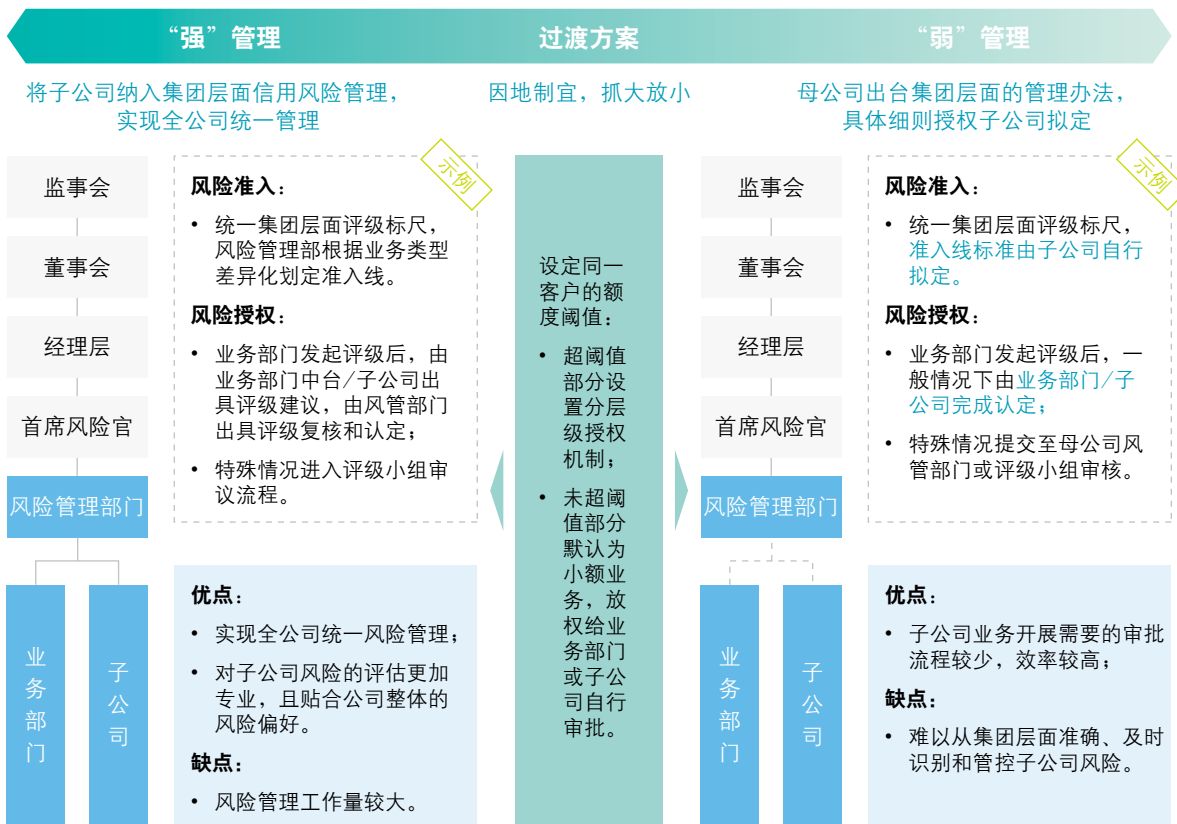 “强”管理
过渡方案
“弱”管理
将子公司纳入集团层面信用风险管理，
实现全公司统一管理
因地制宜，抓大放小
母公司出台集团层面的管理办法，
具体细则授权子公司拟定
监事会
董事会
经理层
首席风险官
风险管理部门
业务部门
子公司
示例
风险准入：
• 统一集团层面评级标尺，
风险管理部根据业务类型
差异化划定准入线。
风险授权：
• 业务部门发起评级后，由
业务部门中台/子公司出
具评级建议，由风管部门
出具评级复核和认定；
• 特殊情况进入评级小组审
议流程。
优点：
• 实现全公司统一风险管理；
• 对子公司风险的评估更加
专业，且贴合公司整体的
风险偏好。
缺点：
• 风险管理工作量较大。
设定同一
客户的额
度阈值：
• 超阈值
部分设
置分层
级授权
机制；
• 未超阈
值部分
默认为
小额业
务，放
权给业
务部门
或子公
司自行
审批。
监事会
董事会
经理层
首席风险官
风险管理部门
业务部门
子公司
示例
风险准入：
• 统一集团层面评级标尺，
准入线标准由子公司自行
拟定。
风险授权：
• 业务部门发起评级后，一
般情况下由业务部门/子
公司完成认定；
• 特殊情况提交至母公司风
管部门或评级小组审核。
优点：
• 子公司业务开展需要的审批
流程较少，效率较高；
缺点：
• 难以从集团层面准确、及时
识别和管控子公司风险。